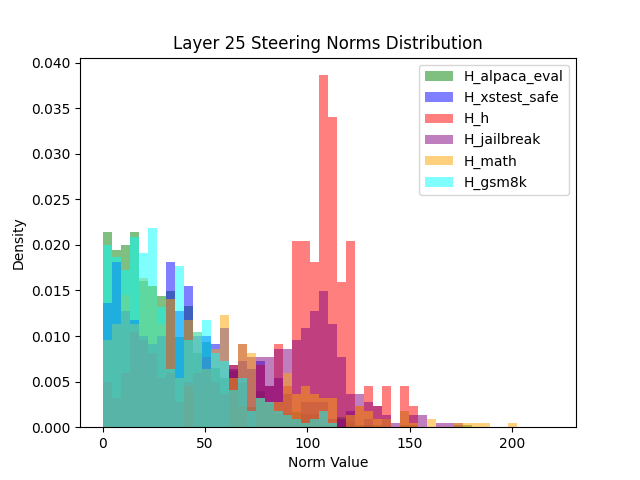 Layer 25 Steering Norms Distribution
0.040
0.035
0.030
0.025
0.020
0.015
0.010
0.005
0.000
Density
H_alpaca_eval
H_xstest_safe
H_h
H_jailbreak
H_math
H_gsm8k
0
50
100
150
200
Norm Value